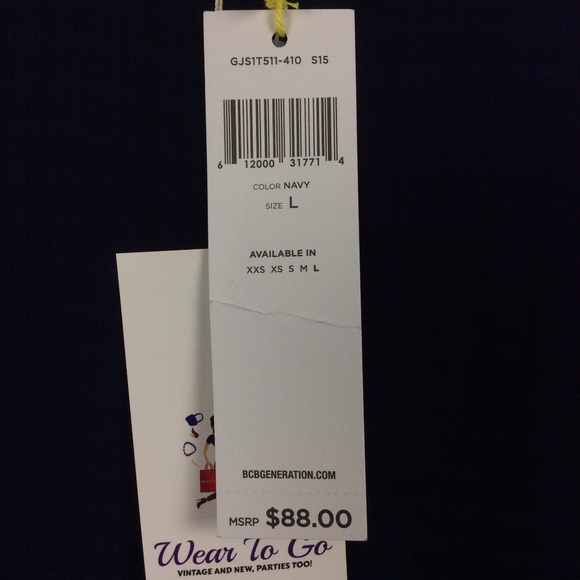 GJS1T511-410 S15
6 12000 31771 4
COLOR NAVY
SIZE L
AVAILABLE IN
XXS XS S M L
BCBGENERATION.COM
MSRP $88.00
Wear To Go
VINTAGE AND NEW, PARTIES TOO!